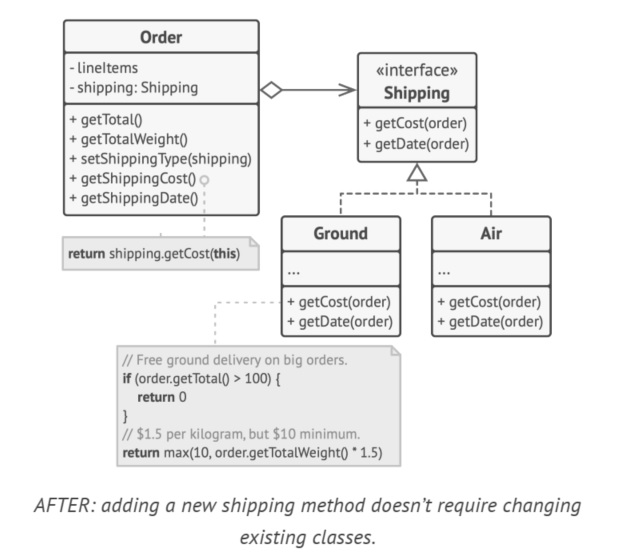 Order
- lineItems
- shipping: Shipping
+ getTotal()
+ getTotalWeight()
+ setShippingType(shipping)
+ getShippingCost()
+ getShippingDate()
return shipping.getCost(this)
«interface»
Shipping
+ getCost(order)
+ getDate(order)
Ground
...
+ getCost(order)
+ getDate(order)
Air
...
+ getCost(order)
+ getDate(order)
// Free ground delivery on big orders.
if (order.getTotal() > 100) {
return 0
}
// $1.5 per kilogram, but $10 minimum.
return max(10, order.getTotalWeight() * 1.5)
AFTER: adding a new shipping method doesn’t require changing
existing classes.